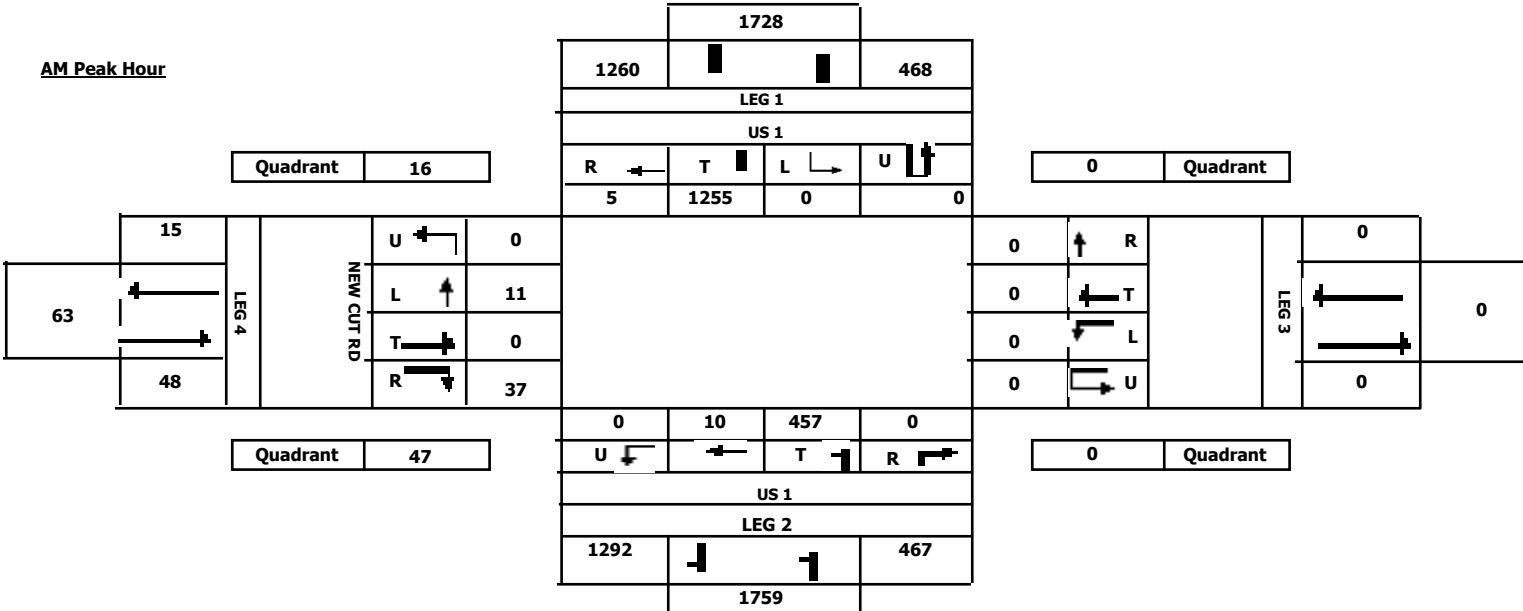 1728
AM Peak Hour
1260 468
LEG 1
US 1
Quadrant 16
R T L U
0 Quadrant
5 1255 0 0
15 U 0 0 R 0
63 LEG 4 NEW CUT RD L 11 0 T LEG 3 0
T 0 0 L
48 R 37 0 U 0
0 10 457 0
Quadrant 47
U T R
0 Quadrant
US 1
LEG 2
1292 467
1759